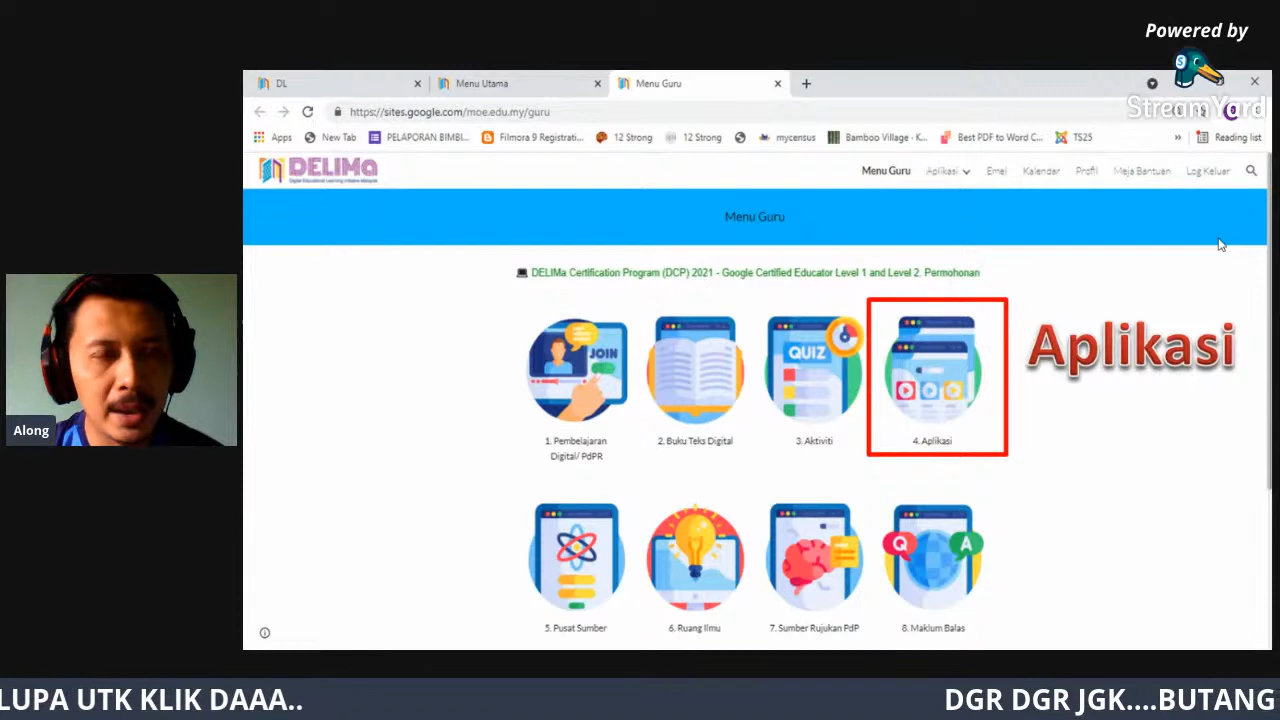 Powered by
StreamYard
DL
Menu Utama
Menu Guru
https://sites.google.com/moe.edu.my/guru
Apps
New Tab
PELAPORAN BIMBI...
Filmora 9 Registrati...
12 Strong
12 Strong
mycensus
Bamboo Village - K...
Best PDF to Word C...
TS25
»
Reading list
DELIMa
Digital Educational Learning Initiative Malaysia
Menu Guru
Aplikasi
Emel
Kalendar
Profil
Meja Bantuan
Log Keluar
Menu Guru
DELIMa Certification Program (DCP) 2021 - Google Certified Educator Level 1 and Level 2. Permohonan
JOIN
QUIZ
Aplikasi
1. Pembelajaran
Digital/ PdPR
2. Buku Teks Digital
3. Aktiviti
4. Aplikasi
Along
Q
A
5. Pusat Sumber
6. Ruang Ilmu
7. Sumber Rujukan PdP
8. Maklum Balas
LUPA UTK KLIK DAAA..
DGR DGR JGK....BUTANG